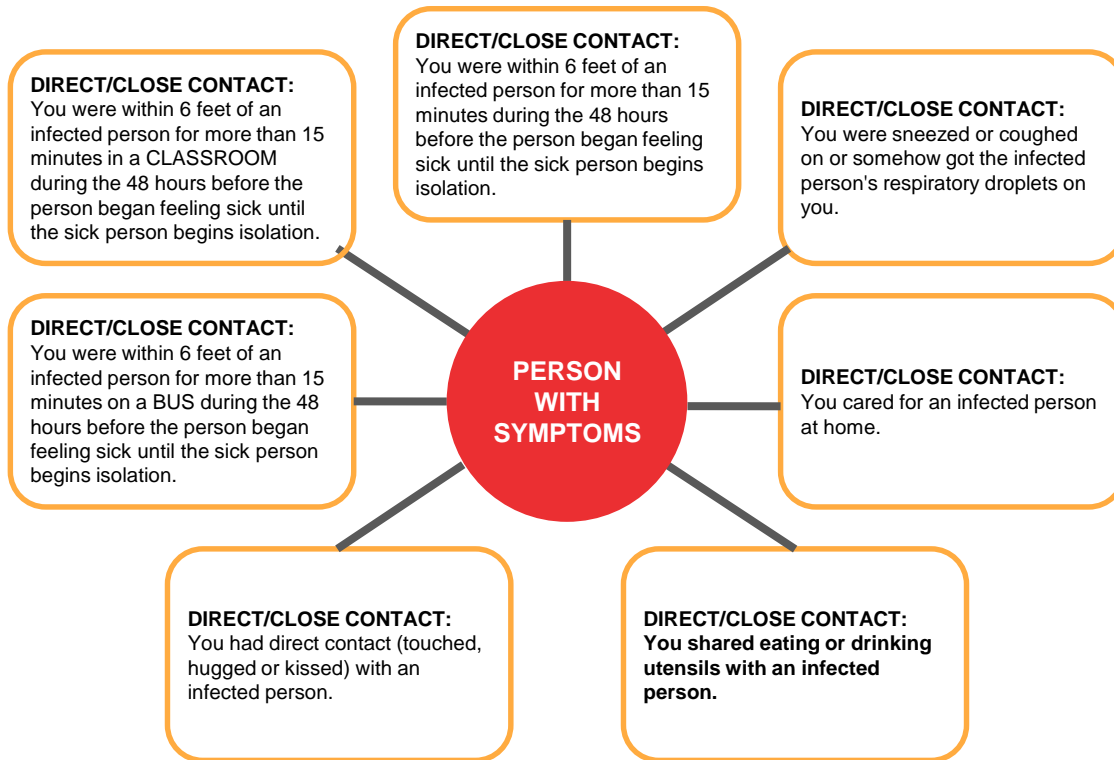 DIRECT/CLOSE CONTACT:
You were within 6 feet of an
infected person for more than 15
minutes in a CLASSROOM
during the 48 hours before the
person began feeling sick until
the sick person begins isolation.
DIRECT/CLOSE CONTACT:
You were within 6 feet of an
infected person for more than 15
minutes during the 48 hours
before the person began feeling
sick until the sick person begins
isolation.
DIRECT/CLOSE CONTACT:
You were sneezed or coughed
on or somehow got the infected
person's respiratory droplets on
you.
DIRECT/CLOSE CONTACT:
You were within 6 feet of an
infected person for more than 15
minutes on a BUS during the 48
hours before the person began
feeling sick until the sick person
begins isolation.
PERSON
WITH
SYMPTOMS
DIRECT/CLOSE CONTACT:
You cared for an infected person
at home.
DIRECT/CLOSE CONTACT:
You had direct contact (touched,
hugged or kissed) with an
infected person.
DIRECT/CLOSE CONTACT:
You shared eating or drinking
utensils with an infected
person.